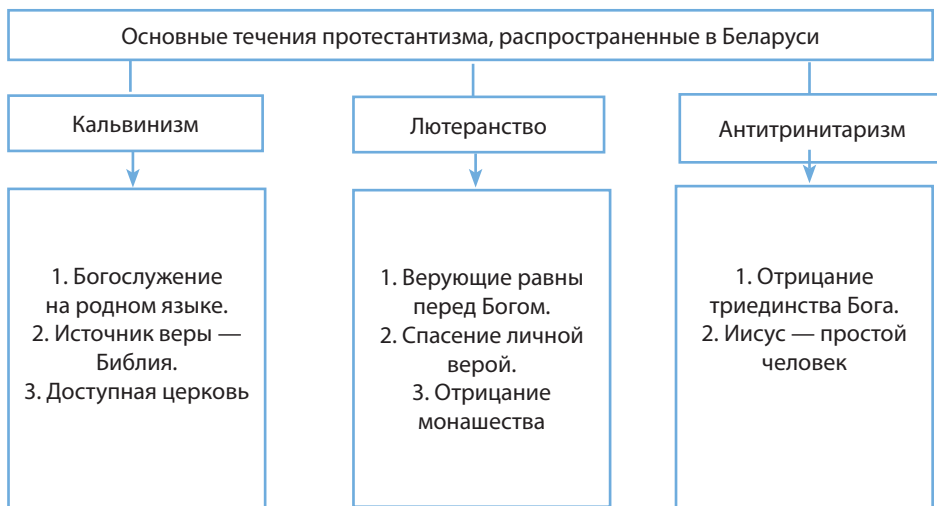 Основные течения протестантизма, распространенные в Беларуси
Кальвинизм
1. Богослужение
на родном языке.
2. Источник веры —
Библия.
3. Доступная церковь
Лютеранство
1. Верующие равны
перед Богом.
2. Спасение личной
верой.
3. Отрицание
монашества
Антитринитаризм
1. Отрицание
триединства Бога.
2. Иисус — простой
человек